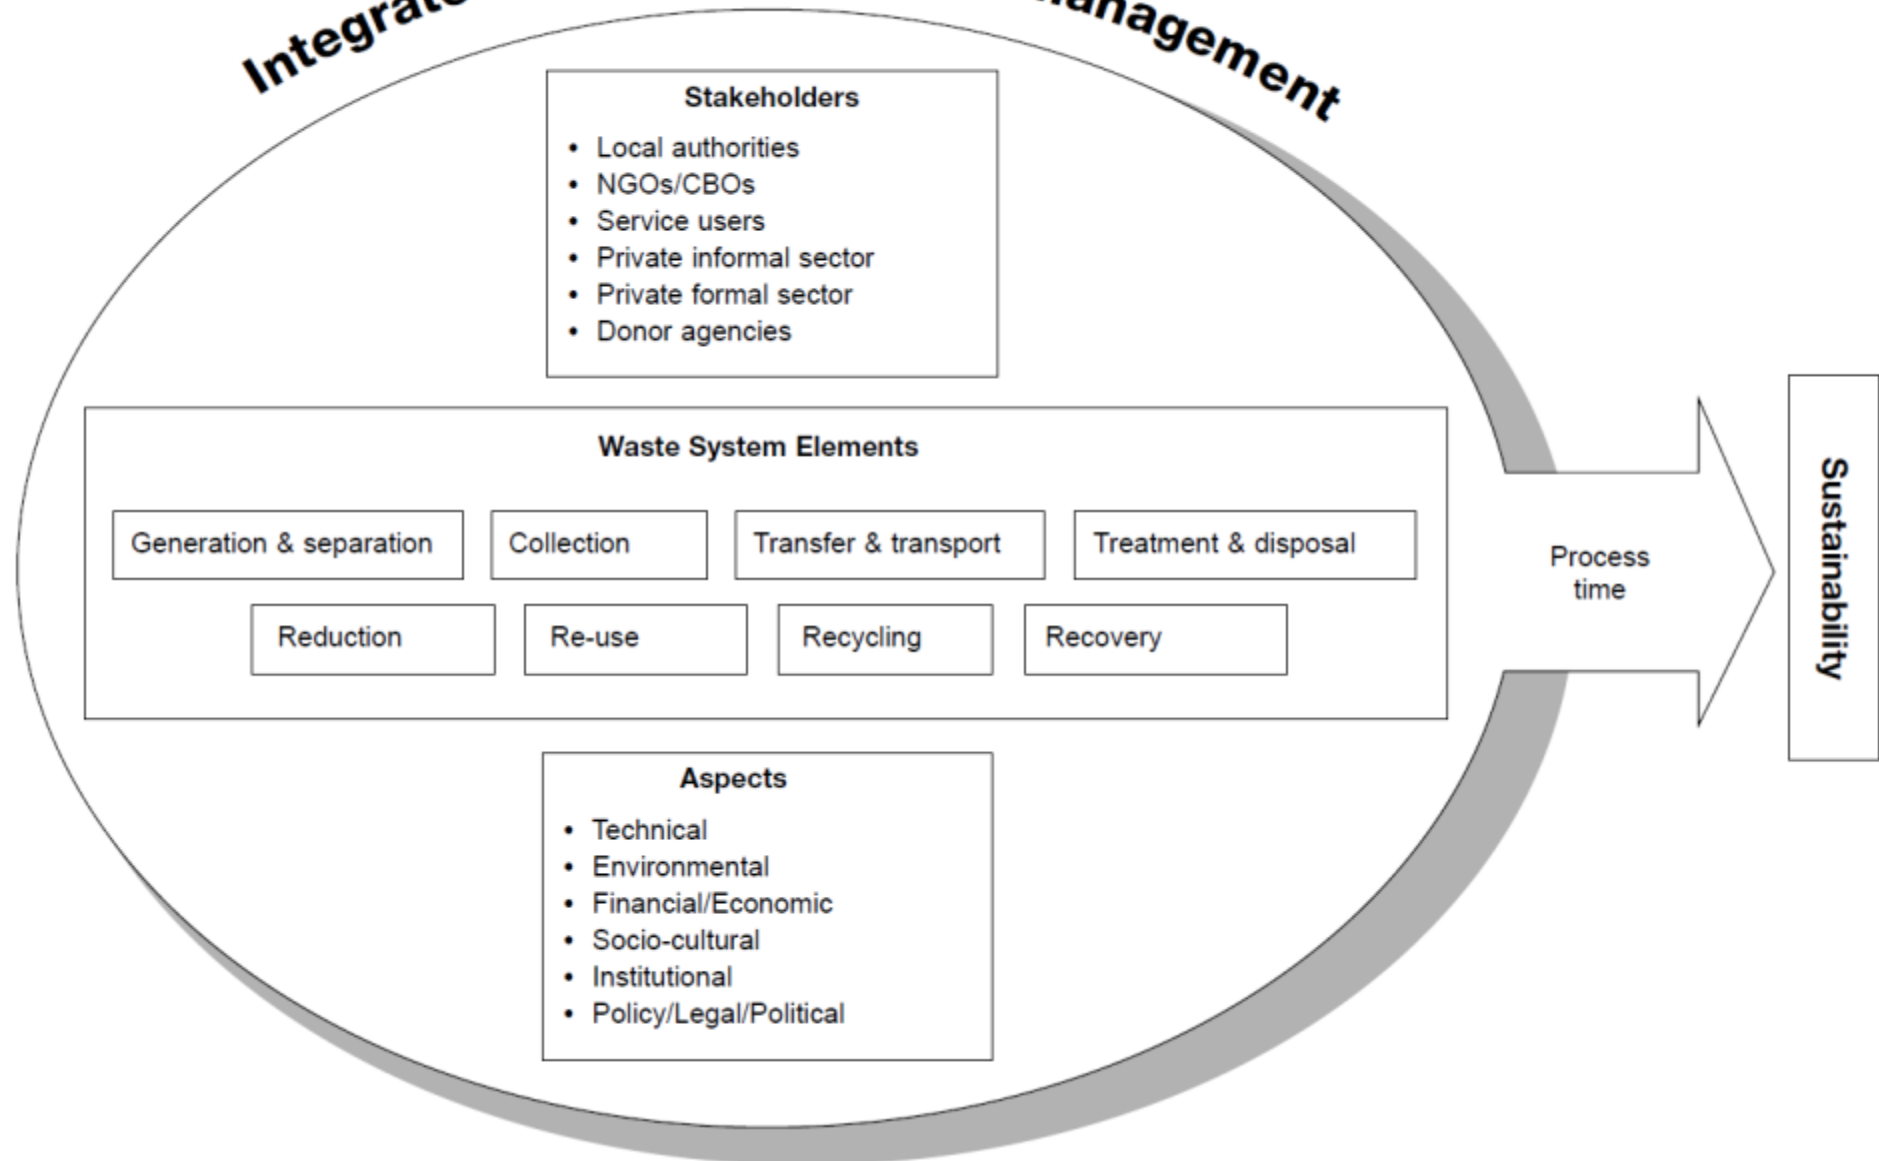 Management
Stakeholders
• Local authorities
• NGOs/CBOs
• Service users
• Private informal sector
• Private formal sector
• Donor agencies
Waste System Elements
Generation & separation
Collection
Transfer & transport
Treatment & disposal
Reduction
Re-use
Recycling
Recovery
Process
time
Sustainability
Aspects
• Technical
• Environmental
• Financial/Economic
• Socio-cultural
• Institutional
• Policy/Legal/Political